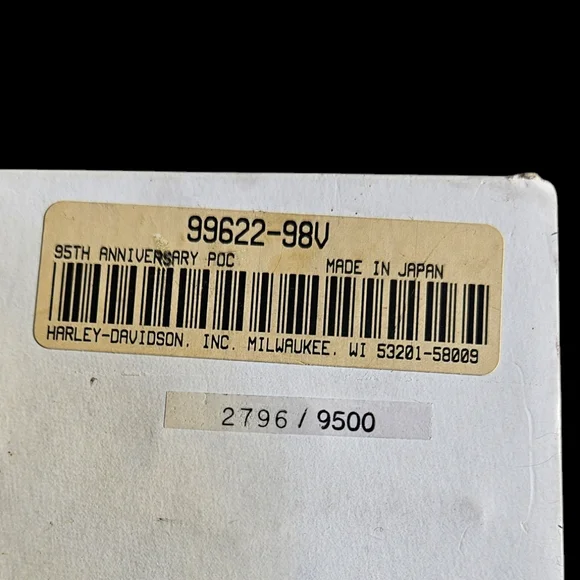 99622-98V
95TH ANNIVERSARY POC MADE IN JAPAN
HARLEY-DAVIDSON, INC. MILWAUKEE, WI 53201-58009
2796/9500